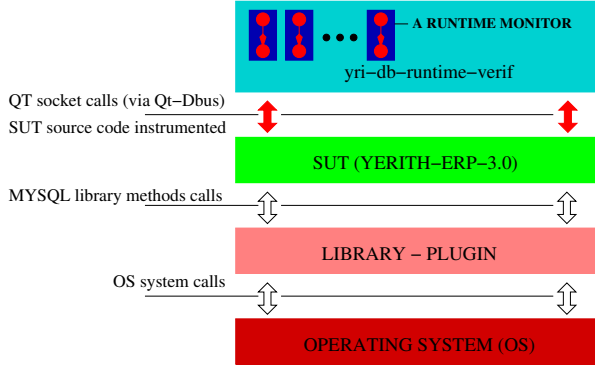 A RUNTIME MONITOR
yri−db−runtime−verif
QT socket calls (via Qt−Dbus)
SUT source code instrumented
SUT (YERITH−ERP−3.0)
MYSQL library methods calls
LIBRARY − PLUGIN
OS system calls
OPERATING SYSTEM (OS)